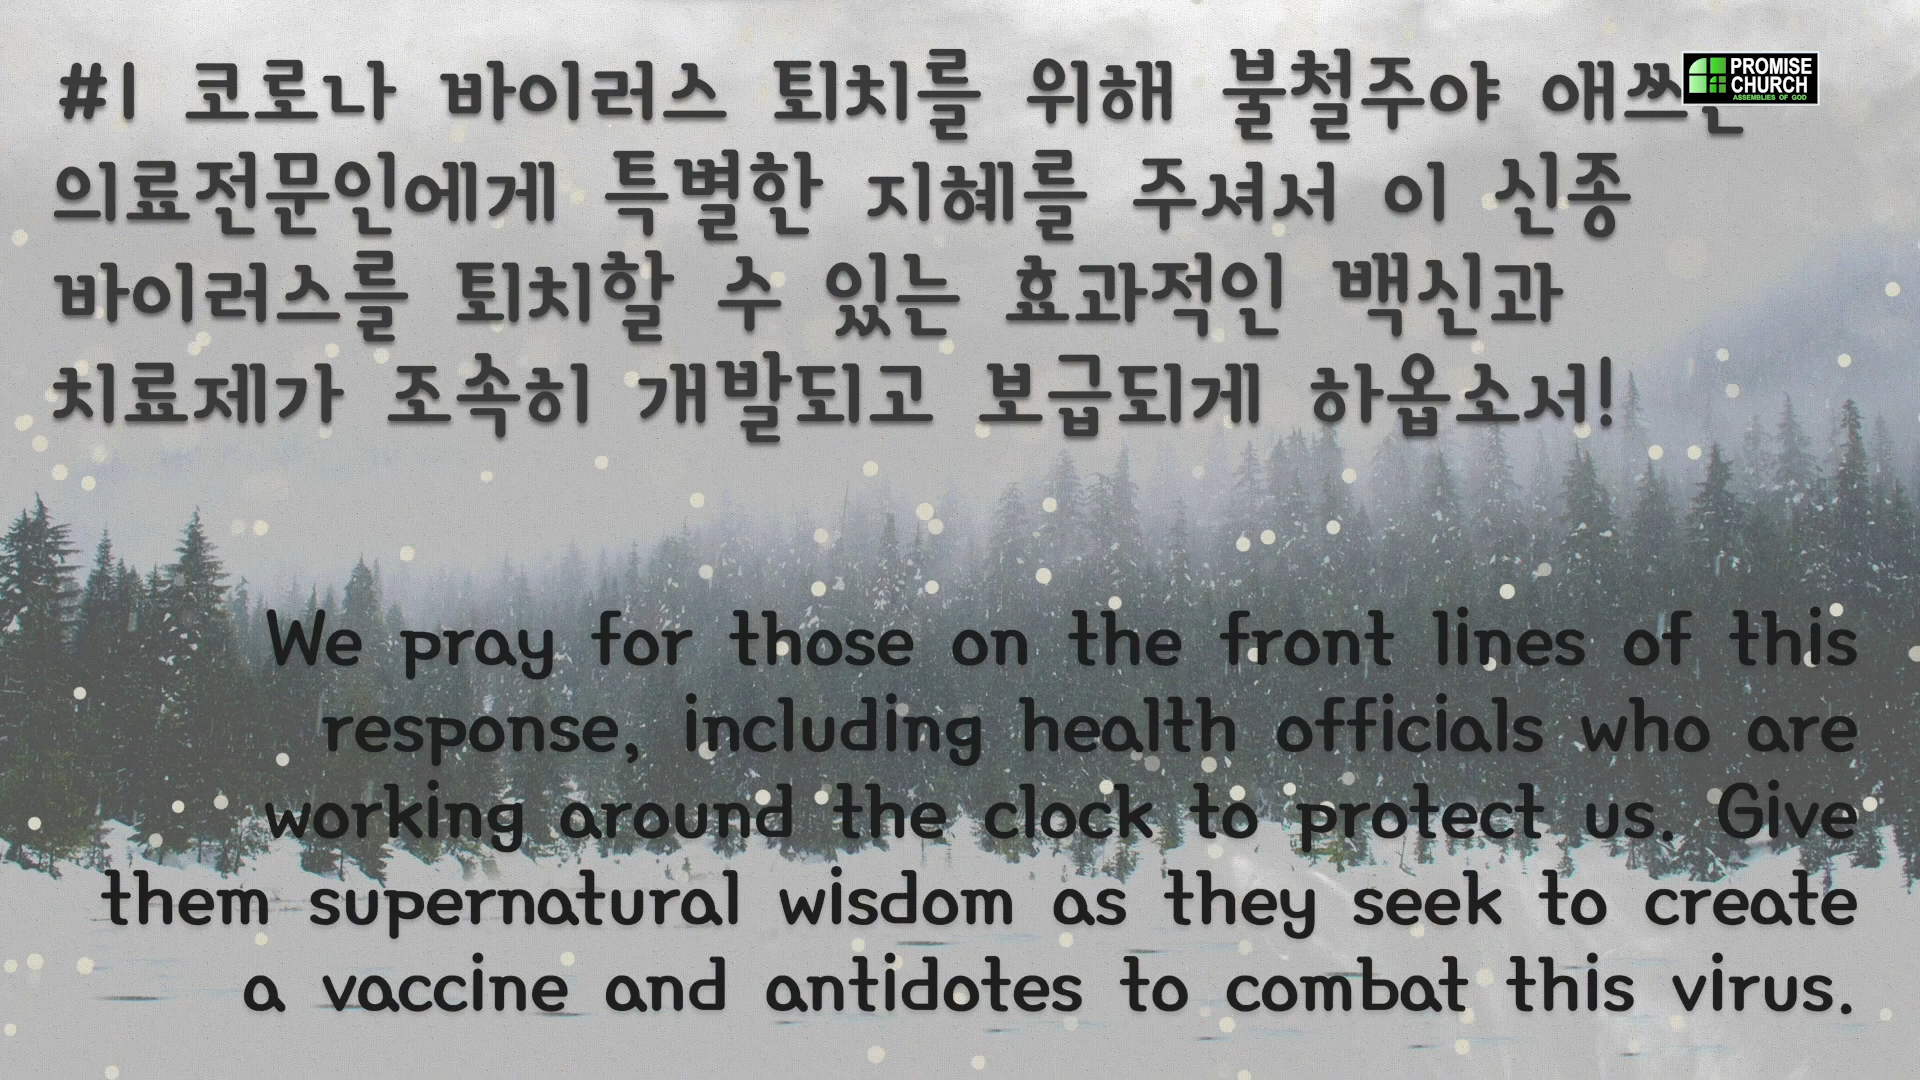 #1 코로나 바이러스 퇴치를 위해 불철주야 애쓰는
의료전문인에게 특별한 지혜를 주셔서 이 신종
바이러스를 퇴치할 수 있는 효과적인 백신과
치료제가 조속히 개발되고 보급되게 하옵소서!
PROMISE
CHURCH
ASSEMBLIES OF GOD
We pray for those on the front lines of this
response, including health officials who are
working around the clock to protect us. Give
them supernatural wisdom as they seek to create
a vaccine and antidotes to combat this virus.